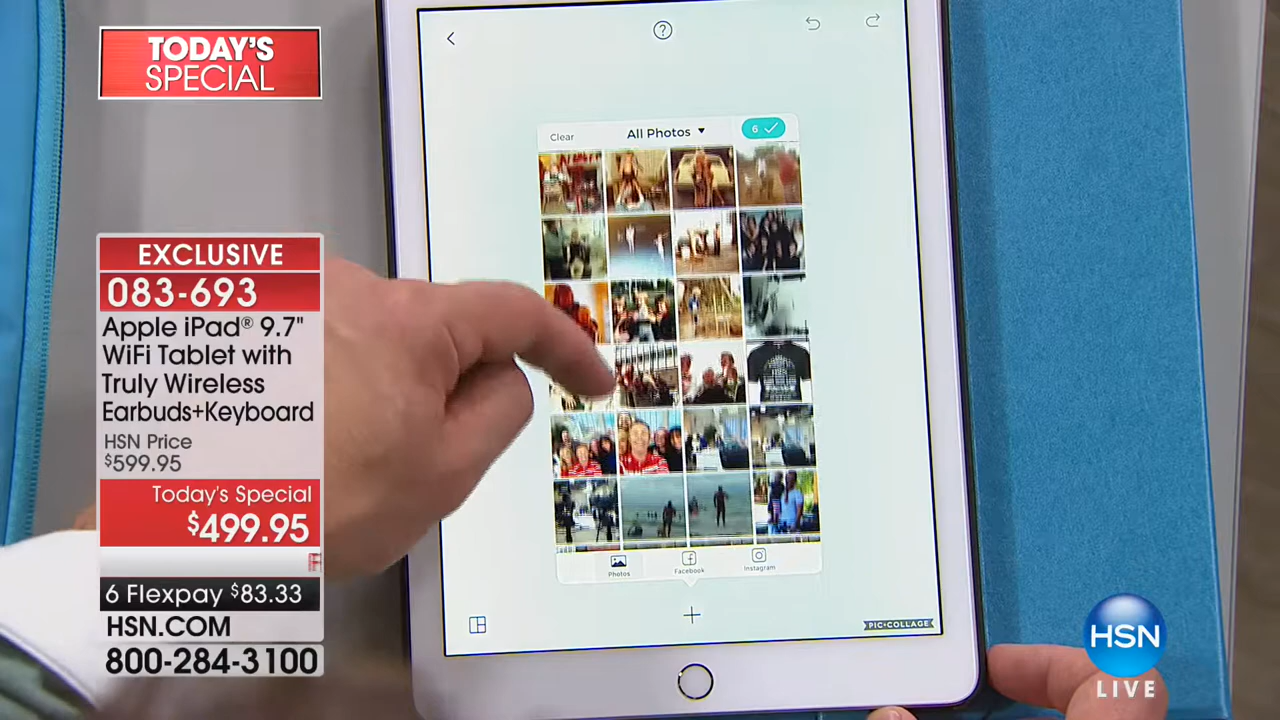 TODAY'S
SPECIAL
EXCLUSIVE
083-693
Apple iPad® 9.7"
WiFi Tablet with
Truly Wireless
Earbuds+Keyboard
HSN Price
$599.95
Today's Special
$499.95
6 Flexpay $83.33
HSN.COM
800-284-3100
?
Clear
All Photos
6
Photos
Facebook
Instagram
PIC•COLLAGE
HSN
LIVE